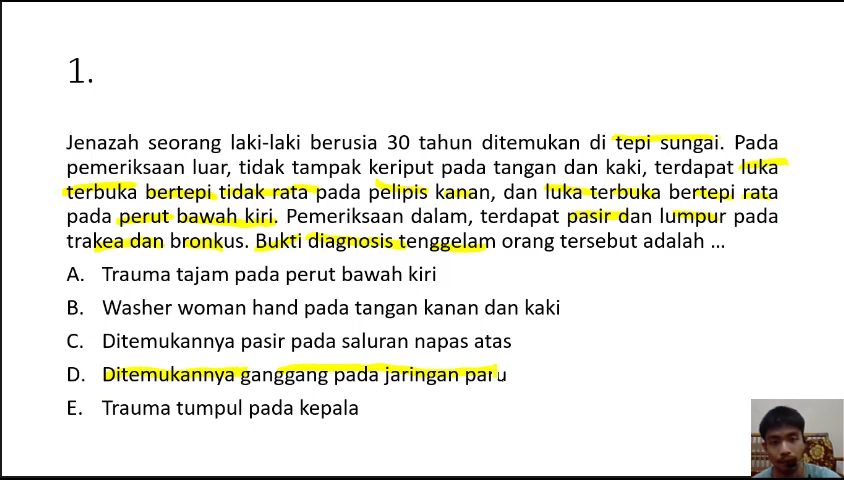 1.
Jenazah seorang laki-laki berusia 30 tahun ditemukan di tepi sungai. Pada
pemeriksaan luar, tidak tampak keriput pada tangan dan kaki, terdapat luka
terbuka bertepi tidak rata pada pelipis kanan, dan luka terbuka bertepi rata
pada perut bawah kiri. Pemeriksaan dalam, terdapat pasir dan lumpur pada
trakea dan bronkus. Bukti diagnosis tenggelam orang tersebut adalah ...
A. Trauma tajam pada perut bawah kiri
B. Washer woman hand pada tangan kanan dan kaki
C. Ditemukannya pasir pada saluran napas atas
D. Ditemukannya ganggang pada jaringan paru
E. Trauma tumpul pada kepala